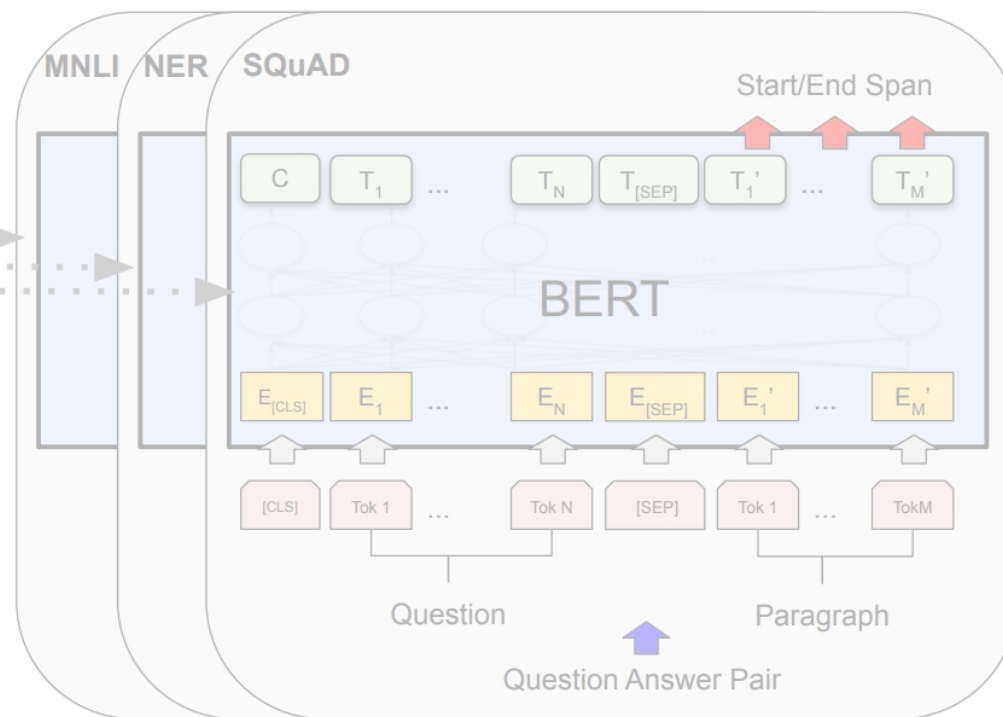 MNLI NER SQuAD
Start/End Span
C T1 ... TN T[SEP] T1' ... TM'
...
BERT
...
E[CLS] E1 ... EN E[SEP] E1' ... EM'
[CLS] Tok 1 ... Tok N [SEP] Tok 1 ... TokM
Question Paragraph
Question Answer Pair